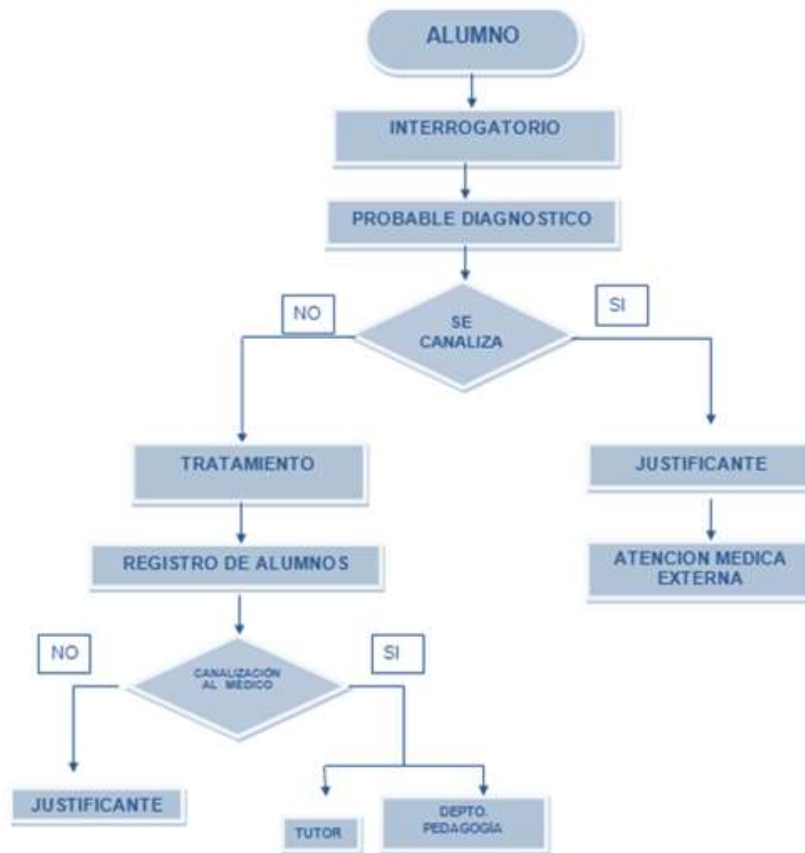 ALUMNO
INTERROGATORIO
PROBABLE DIAGNOSTICO
NO
SE
CANALIZA
SI
TRATAMIENTO
JUSTIFICANTE
REGISTRO DE ALUMNOS
ATENCION MEDICA
EXTERNA
NO
CANALIZACIÓN
AL MÉDICO
SI
JUSTIFICANTE
TUTOR
DEPTO.
PEDAGOGÍA